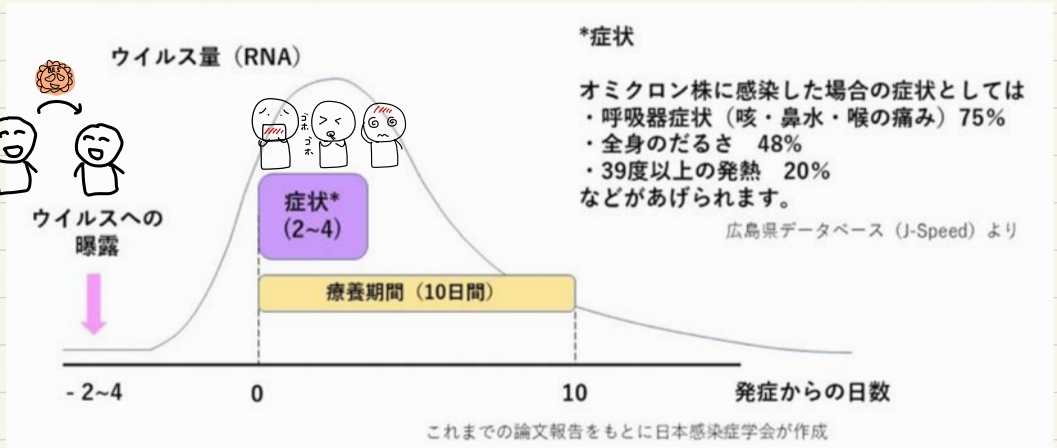 ウイルス量（RNA）
BA.5
ゴホ
ゴホ
ウイルスへの
曝露
症状*
(2~4)
療養期間（10日間）
- 2~4
0
10
発症からの日数
*症状
オミクロン株に感染した場合の症状としては
・呼吸器症状（咳・鼻水・喉の痛み）75%
・全身のだるさ　48%
・39度以上の発熱　20%
などがあげられます。
広島県データベース（J-Speed）より
これまでの論文報告をもとに日本感染症学会が作成